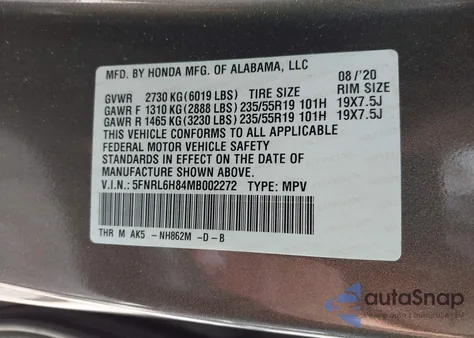 MFD. BY HONDA MFG. OF ALABAMA, LLC 08/'20
GVWR 2730 KG (6019 LBS) TIRE SIZE RIM SIZE
GAWR F 1310 KG (2888 LBS) 235/55R19 101H 19X7.5J
GAWR R 1465 KG (3230 LBS) 235/55R19 101H 19X7.5J
THIS VEHICLE CONFORMS TO ALL APPLICABLE
FEDERAL MOTOR VEHICLE SAFETY
STANDARDS IN EFFECT ON THE DATE OF
MANUFACTURE SHOWN ABOVE.
V.I.N.: 5FNRL6H84MB002272 TYPE: MPV
THR M AK5 -NH862M -D-B
autoSnap